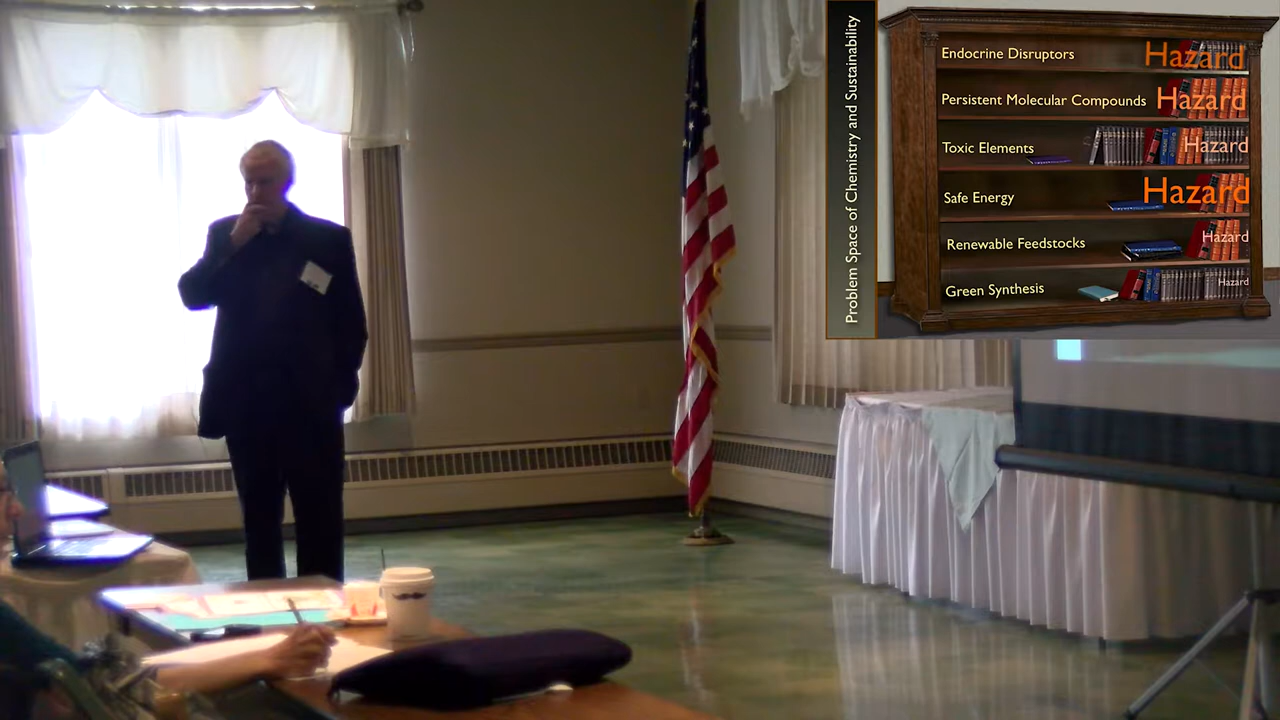 Problem Space of Chemistry and Sustainability
Endocrine Disruptors Hazard
Persistent Molecular Compounds Hazard
Toxic Elements Hazard
Safe Energy Hazard
Renewable Feedstocks Hazard
Green Synthesis Hazard